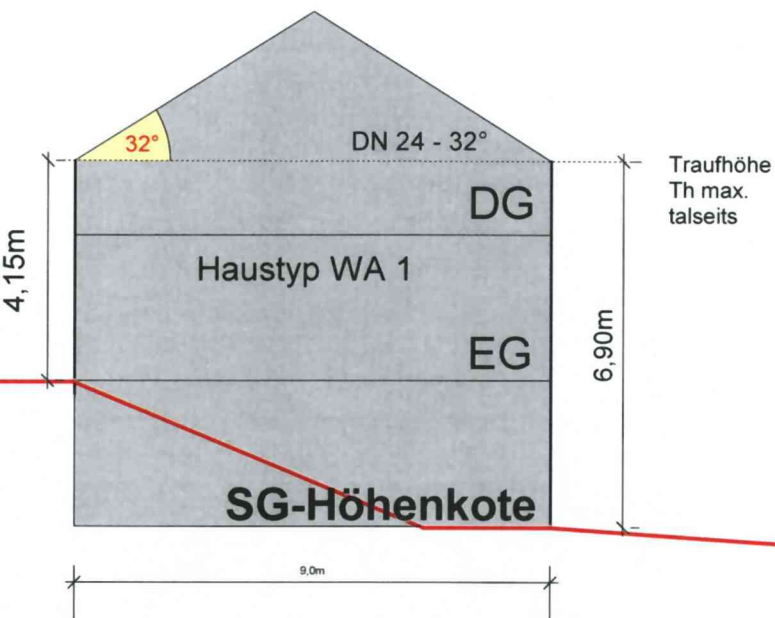 32°
DN 24 - 32°
Traufhöhe
Th max.
talseits
DG
4,15m
Haustyp WA 1
EG
6,90m
SG-Höhenkote
9,0m